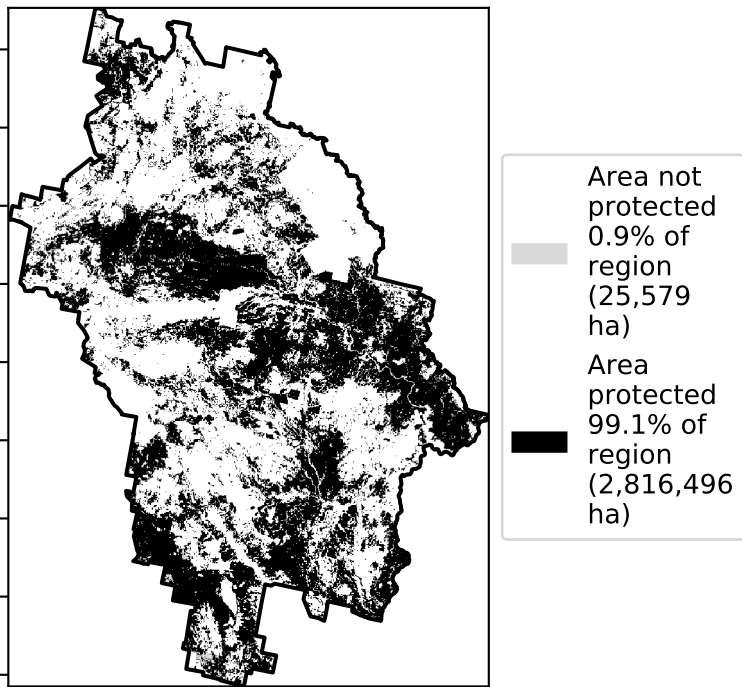 Area not
protected
0.9% of
region
(25,579
ha)
Area
protected
99.1% of
region
(2,816,496
ha)